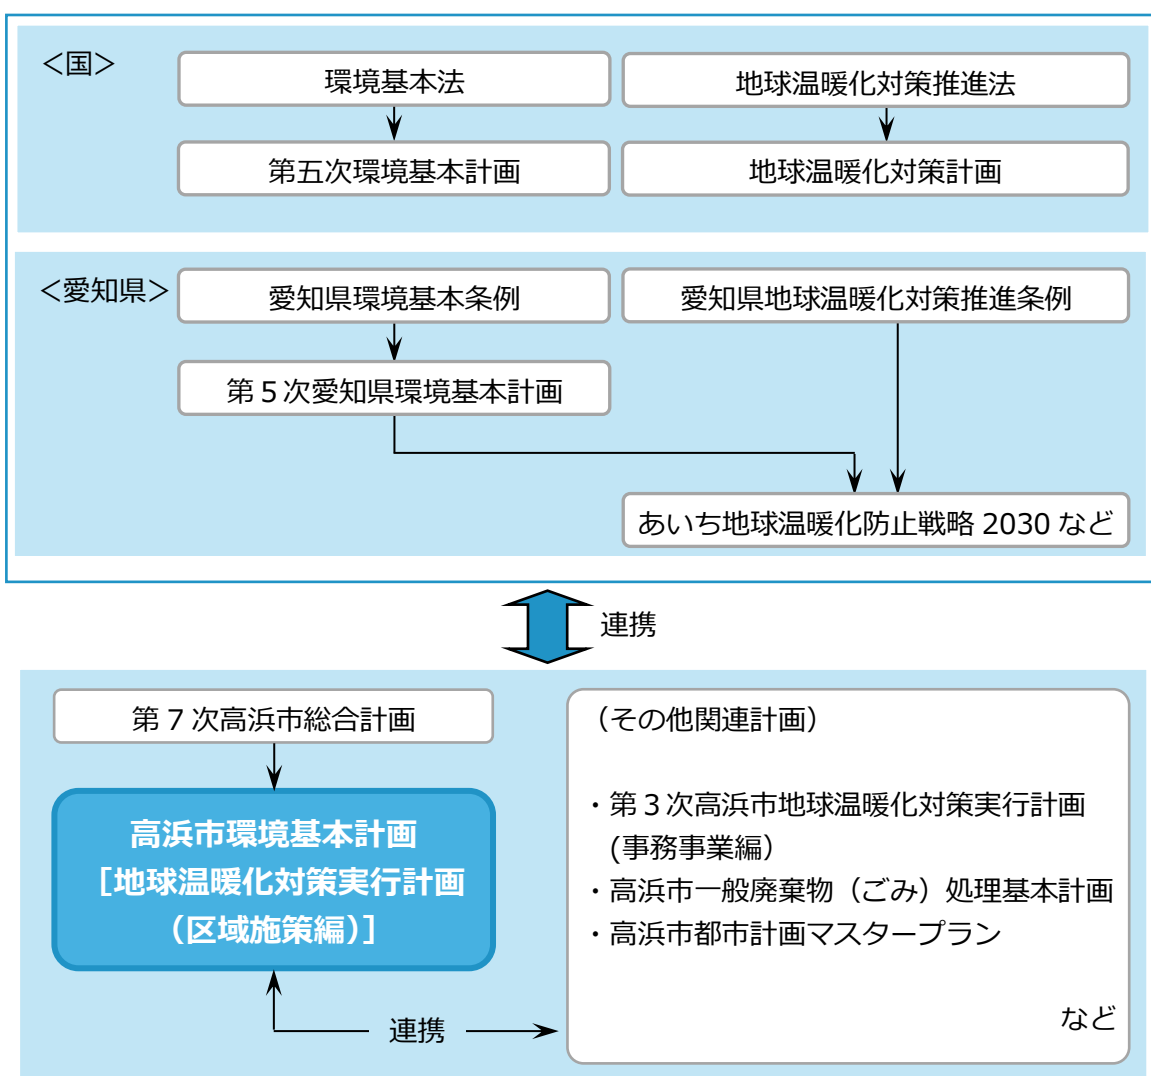 ＜国＞
環境基本法
地球温暖化対策推進法
第五次環境基本計画
地球温暖化対策計画
＜愛知県＞
愛知県環境基本条例
愛知県地球温暖化対策推進条例
第５次愛知県環境基本計画
あいち地球温暖化防止戦略 2030 など
連携
第７次高浜市総合計画
高浜市環境基本計画
［地球温暖化対策実行計画
（区域施策編）］
（その他関連計画）
・第３次高浜市地球温暖化対策実行計画
(事務事業編）
・高浜市一般廃棄物（ごみ）処理基本計画
・高浜市都市計画マスタープラン
など
連携